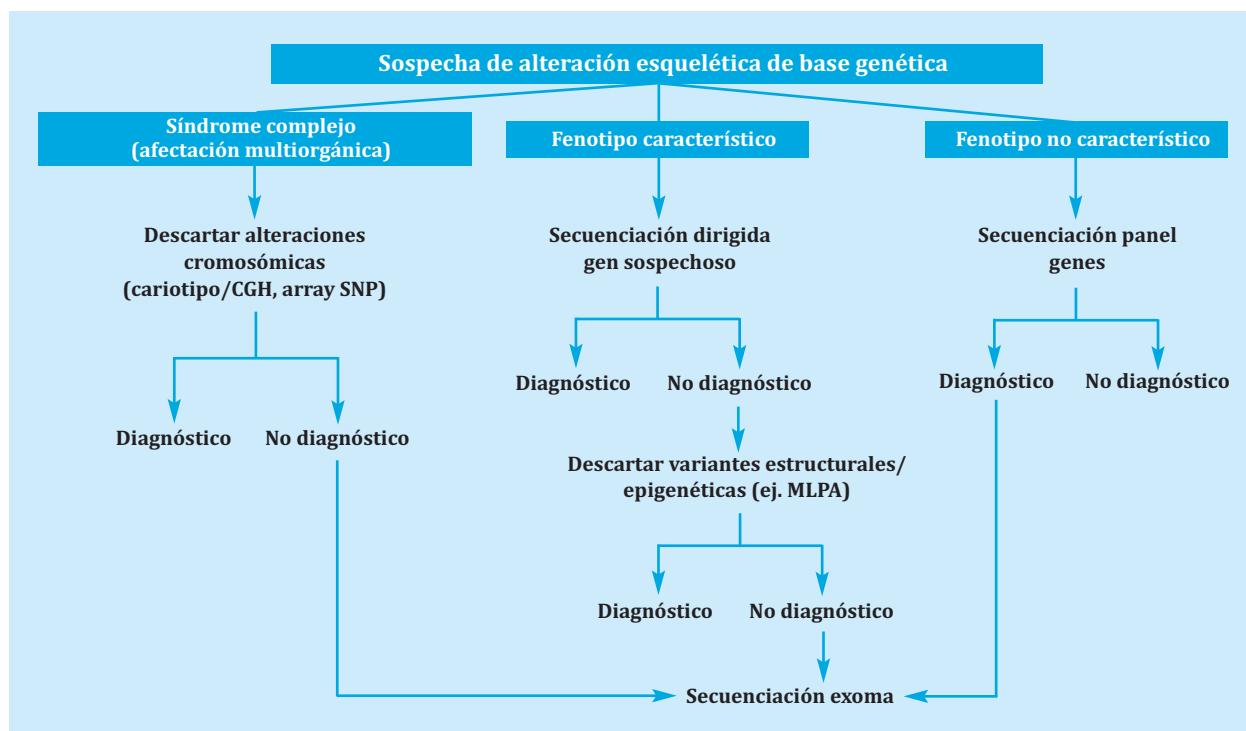 Sospecha de alteración esquelética de base genética
Síndrome complejo
(afectación multiorgánica)
Fenotipo característico
Fenotipo no característico
Descartar alteraciones
cromosómicas
(cariotipo/CGH, array SNP)
Secuenciación dirigida
gen sospechoso
Secuenciación panel
genes
Diagnóstico
No diagnóstico
Diagnóstico
No diagnóstico
Diagnóstico
No diagnóstico
Descartar variantes estructurales/
epigenéticas (ej. MLPA)
Diagnóstico
No diagnóstico
Secuenciación exoma